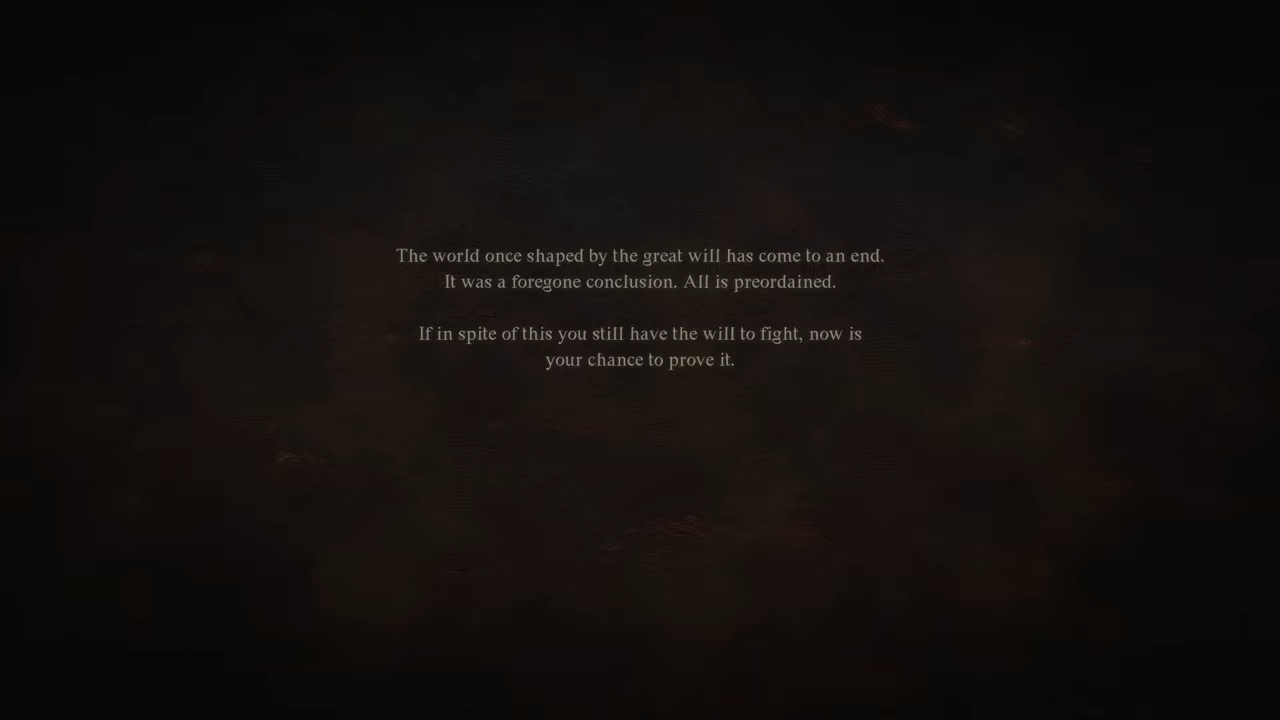 The world once shaped by the great will has come to an end.
It was a foregone conclusion. All is preordained.
If in spite of this you still have the will to fight, now is
your chance to prove it.